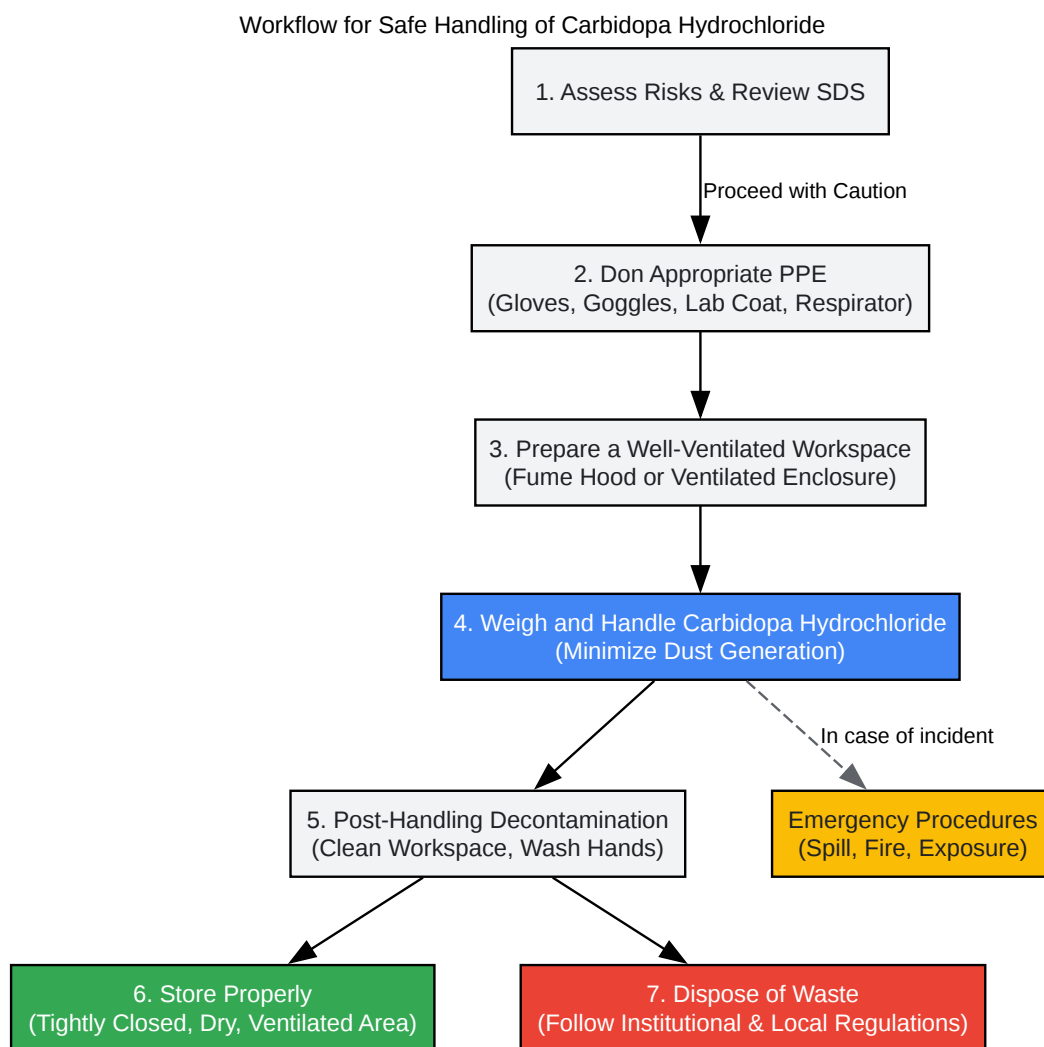 Workflow for Safe Handling of Carbidopa Hydrochloride
1. Assess Risks & Review SDS
Proceed with Caution
2. Don Appropriate PPE
(Gloves, Goggles, Lab Coat, Respirator)
3. Prepare a Well-Ventilated Workspace
(Fume Hood or Ventilated Enclosure)
4. Weigh and Handle Carbidopa Hydrochloride
(Minimize Dust Generation)
In case of incident
5. Post-Handling Decontamination
(Clean Workspace, Wash Hands)
Emergency Procedures
(Spill, Fire, Exposure)
6. Store Properly
(Tightly Closed, Dry, Ventilated Area)
7. Dispose of Waste
(Follow Institutional & Local Regulations)